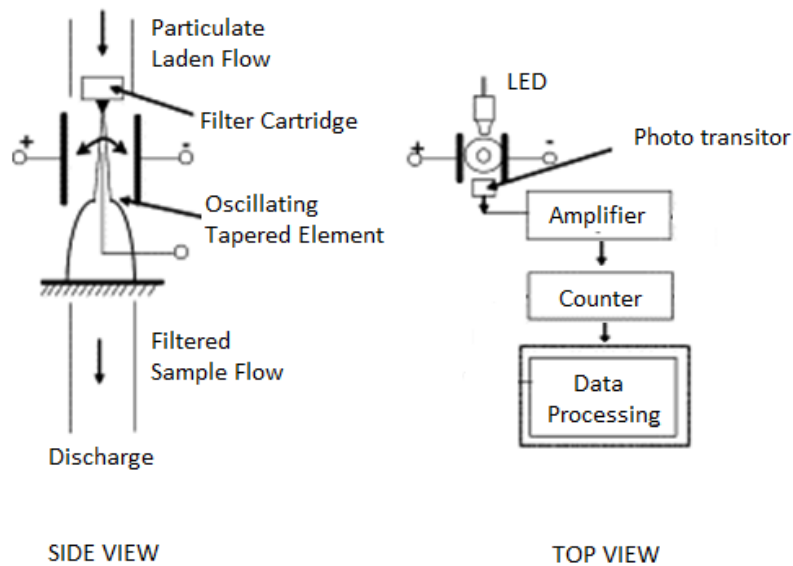 Particulate
Laden Flow
Filter Cartridge
+
-
Oscillating
Tapered Element
Filtered
Sample Flow
Discharge
SIDE VIEW
LED
Photo transitor
+
-
Amplifier
Counter
Data
Processing
TOP VIEW